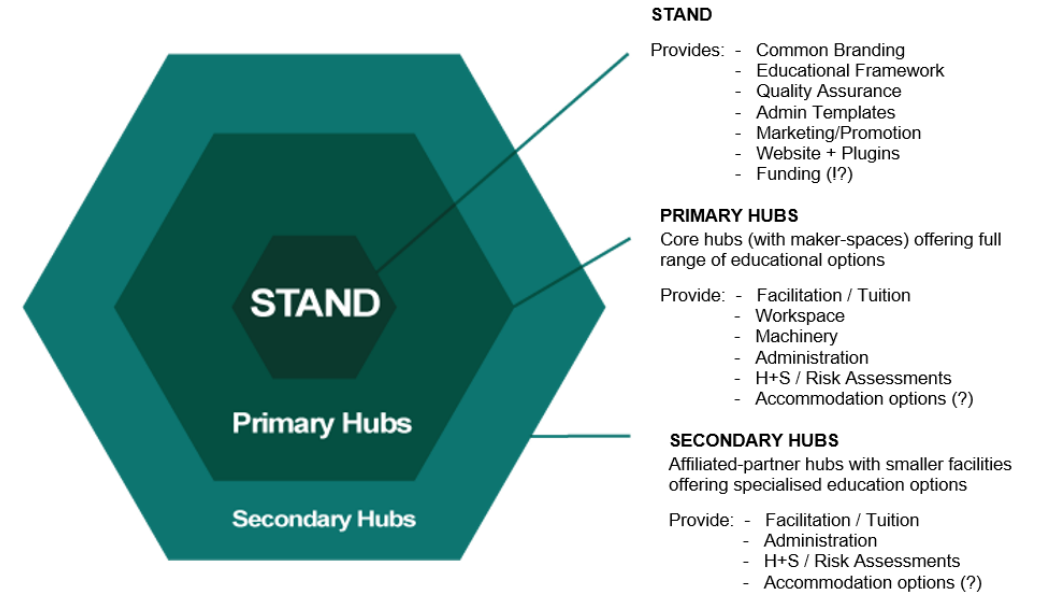 STAND
Primary Hubs
Secondary Hubs
STAND
Provides: - Common Branding
- Educational Framework
- Quality Assurance
- Admin Templates
- Marketing/Promotion
- Website + Plugins
- Funding (!?)
PRIMARY HUBS
Core hubs (with maker-spaces) offering full
range of educational options
Provide: - Facilitation / Tuition
- Workspace
- Machinery
- Administration
- H+S / Risk Assessments
- Accommodation options (?)
SECONDARY HUBS
Affiliated-partner hubs with smaller facilities
offering specialised education options
Provide: - Facilitation / Tuition
- Administration
- H+S / Risk Assessments
- Accommodation options (?)